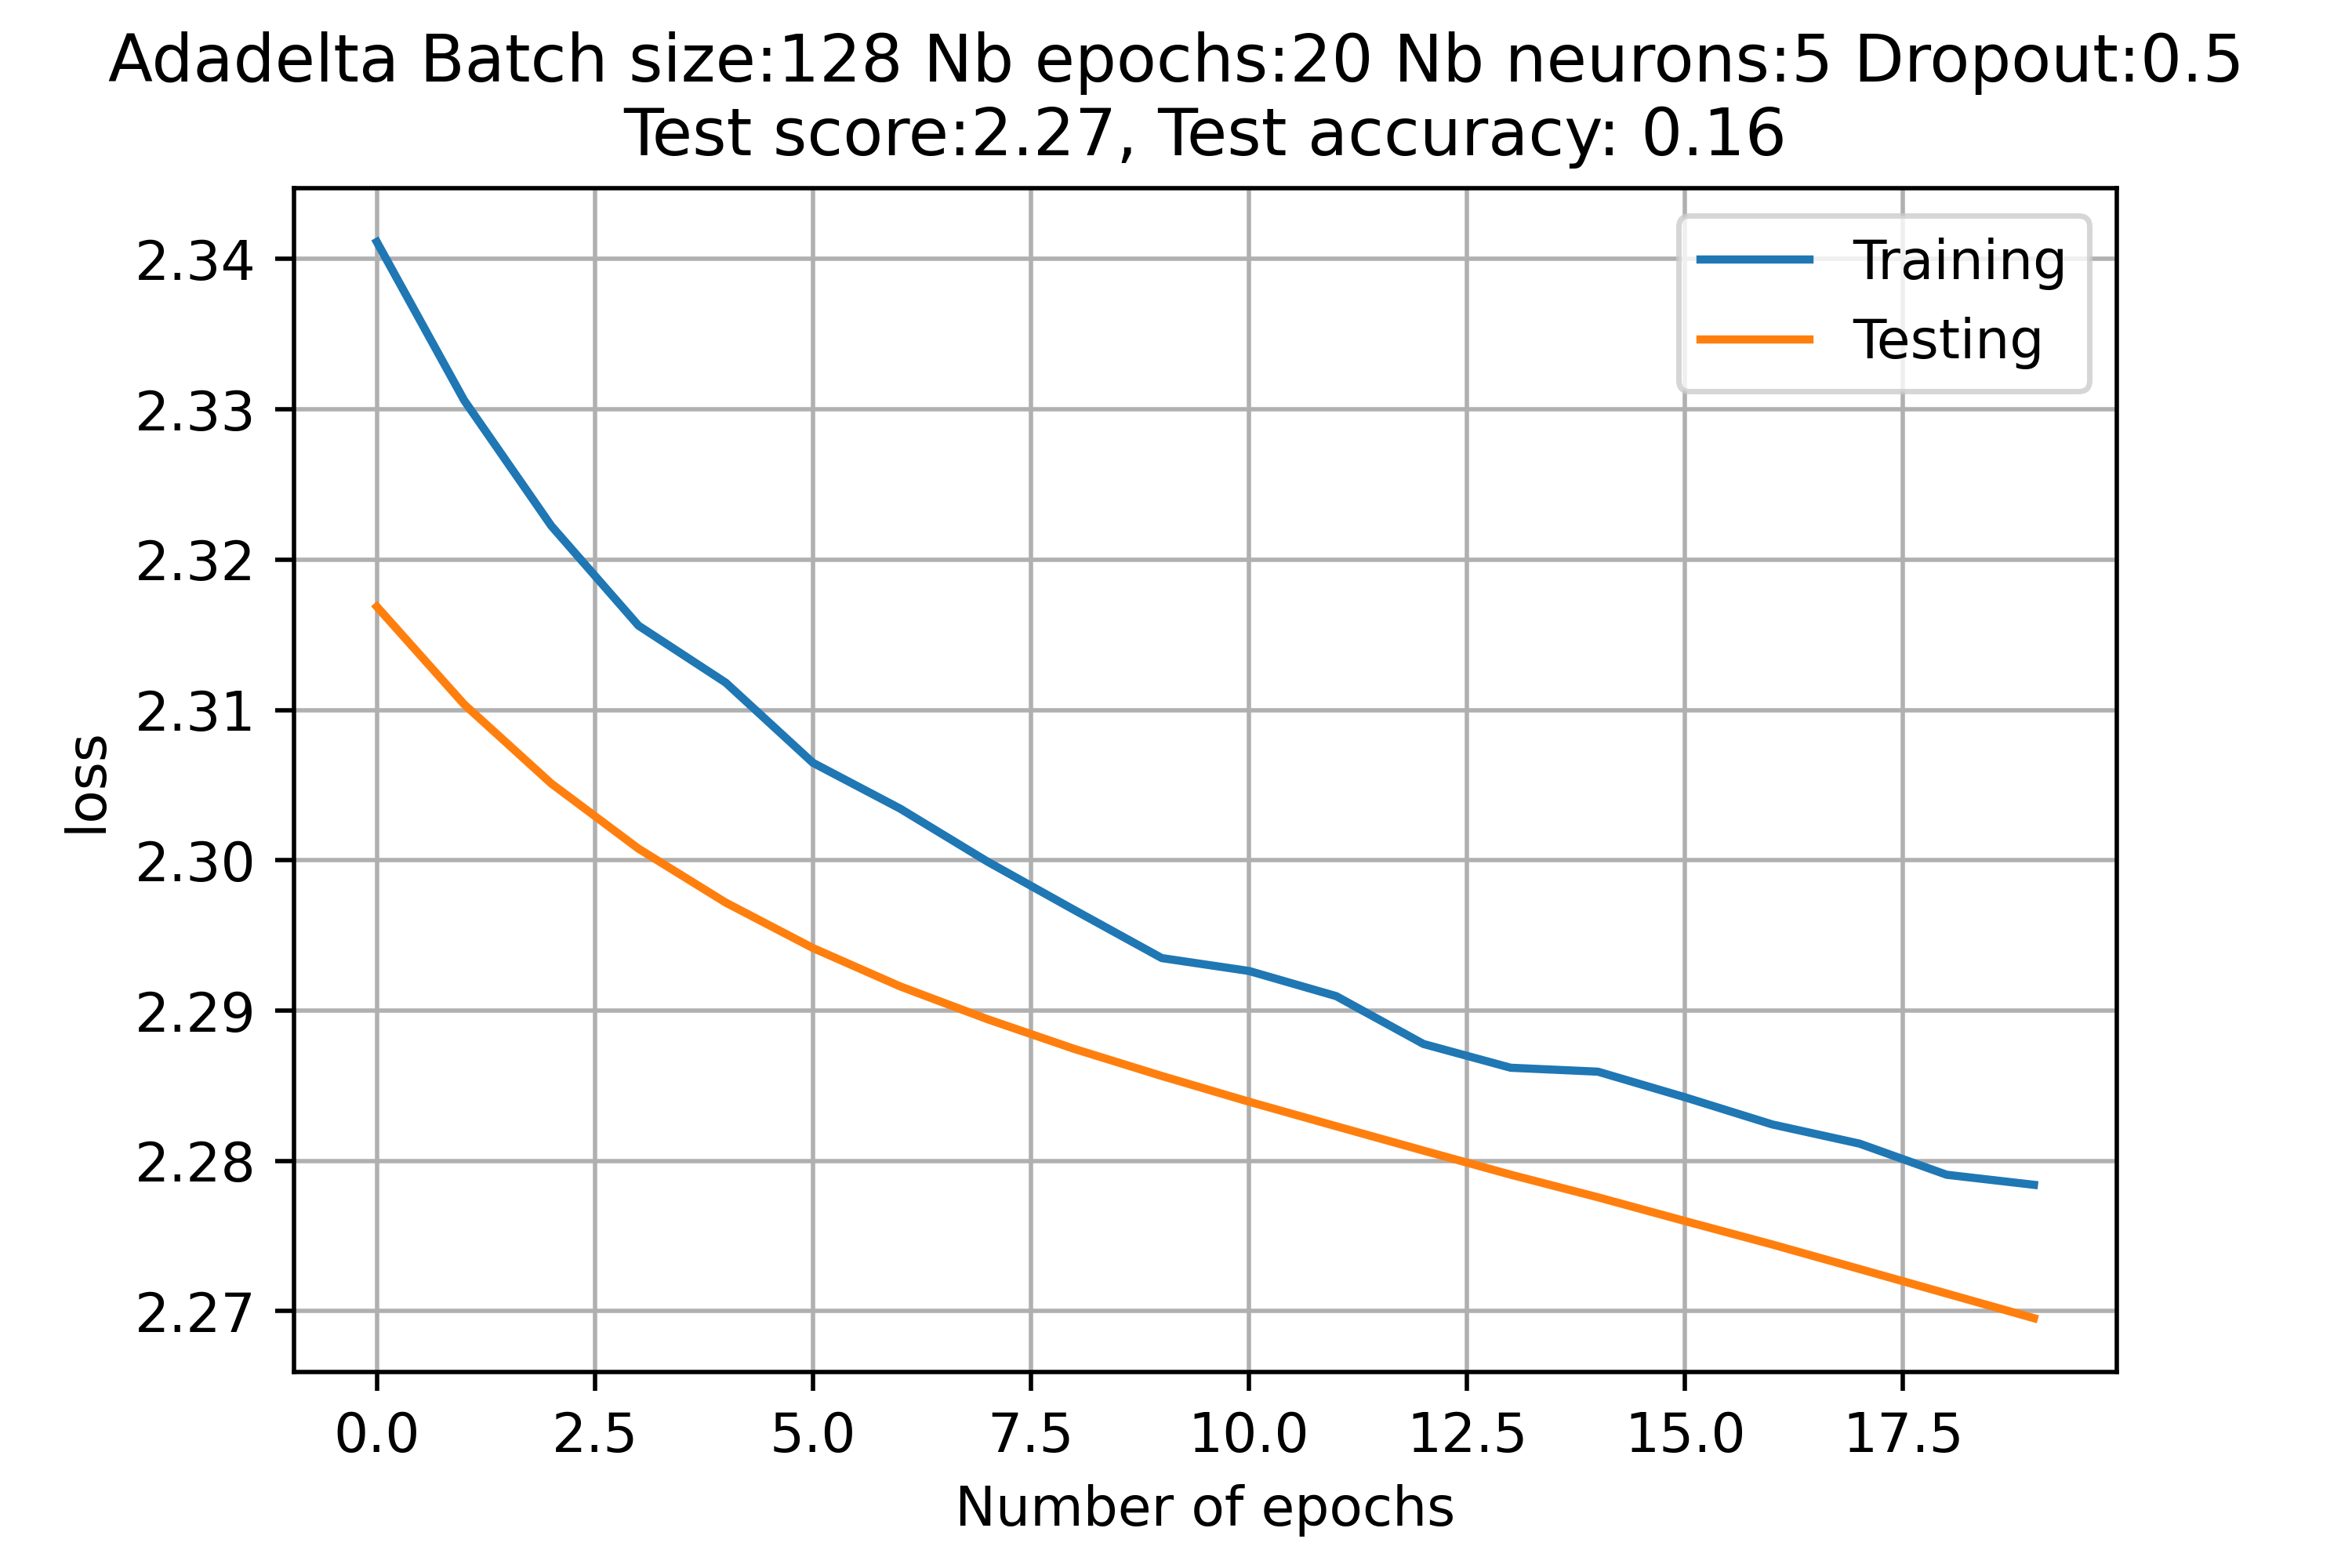 Adadelta Batch size:128 Nb epochs:20 Nb neurons:5 Dropout:0.5
Test score:2.27, Test accuracy: 0.16
Training
Testing
2.34
2.33
2.32
2.31
2.30
2.29
2.28
2.27
loss
0.0 2.5 5.0 7.5 10.0 12.5 15.0 17.5
Number of epochs